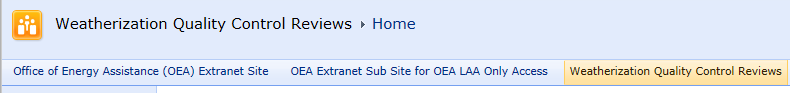 Weatherization Quality Control Reviews ▸ Home
Office of Energy Assistance (OEA) Extranet Site OEA Extranet Sub Site for OEA LAA Only Access Weatherization Quality Control Reviews